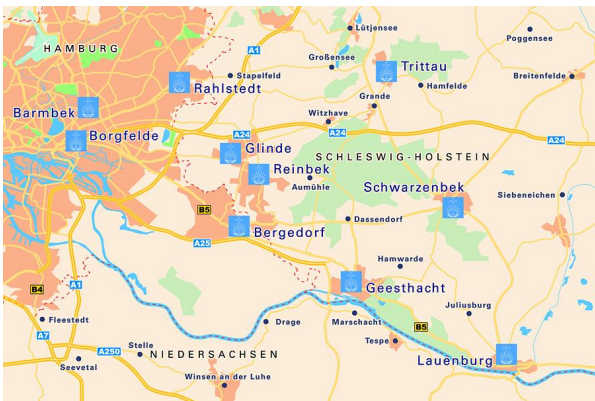 Lütjensee
Poggensee
HAMBURG
A1
Großensee
Trittau
Stapelfeld
Breitenfelde
Rahlstedt
Hamfelde
Grande
Barmbek
Witzhave
Borgfelde
A24
A24
A24
Glinde
SCHLESWIG-HOLSTEIN
Reinbek
Aumühle
Schwarzenbek
Siebeneichen
B5
Dassendorf
Bergedorf
A25
Hamwarde
A1
B4
Geesthacht
Juliusburg
Fleestedt
Drage
Marschacht
B5
A7
Stelle
Tespe
A250
NIEDERSACHSEN
Lauenburg
Seevetal
Winsen an der Luhe